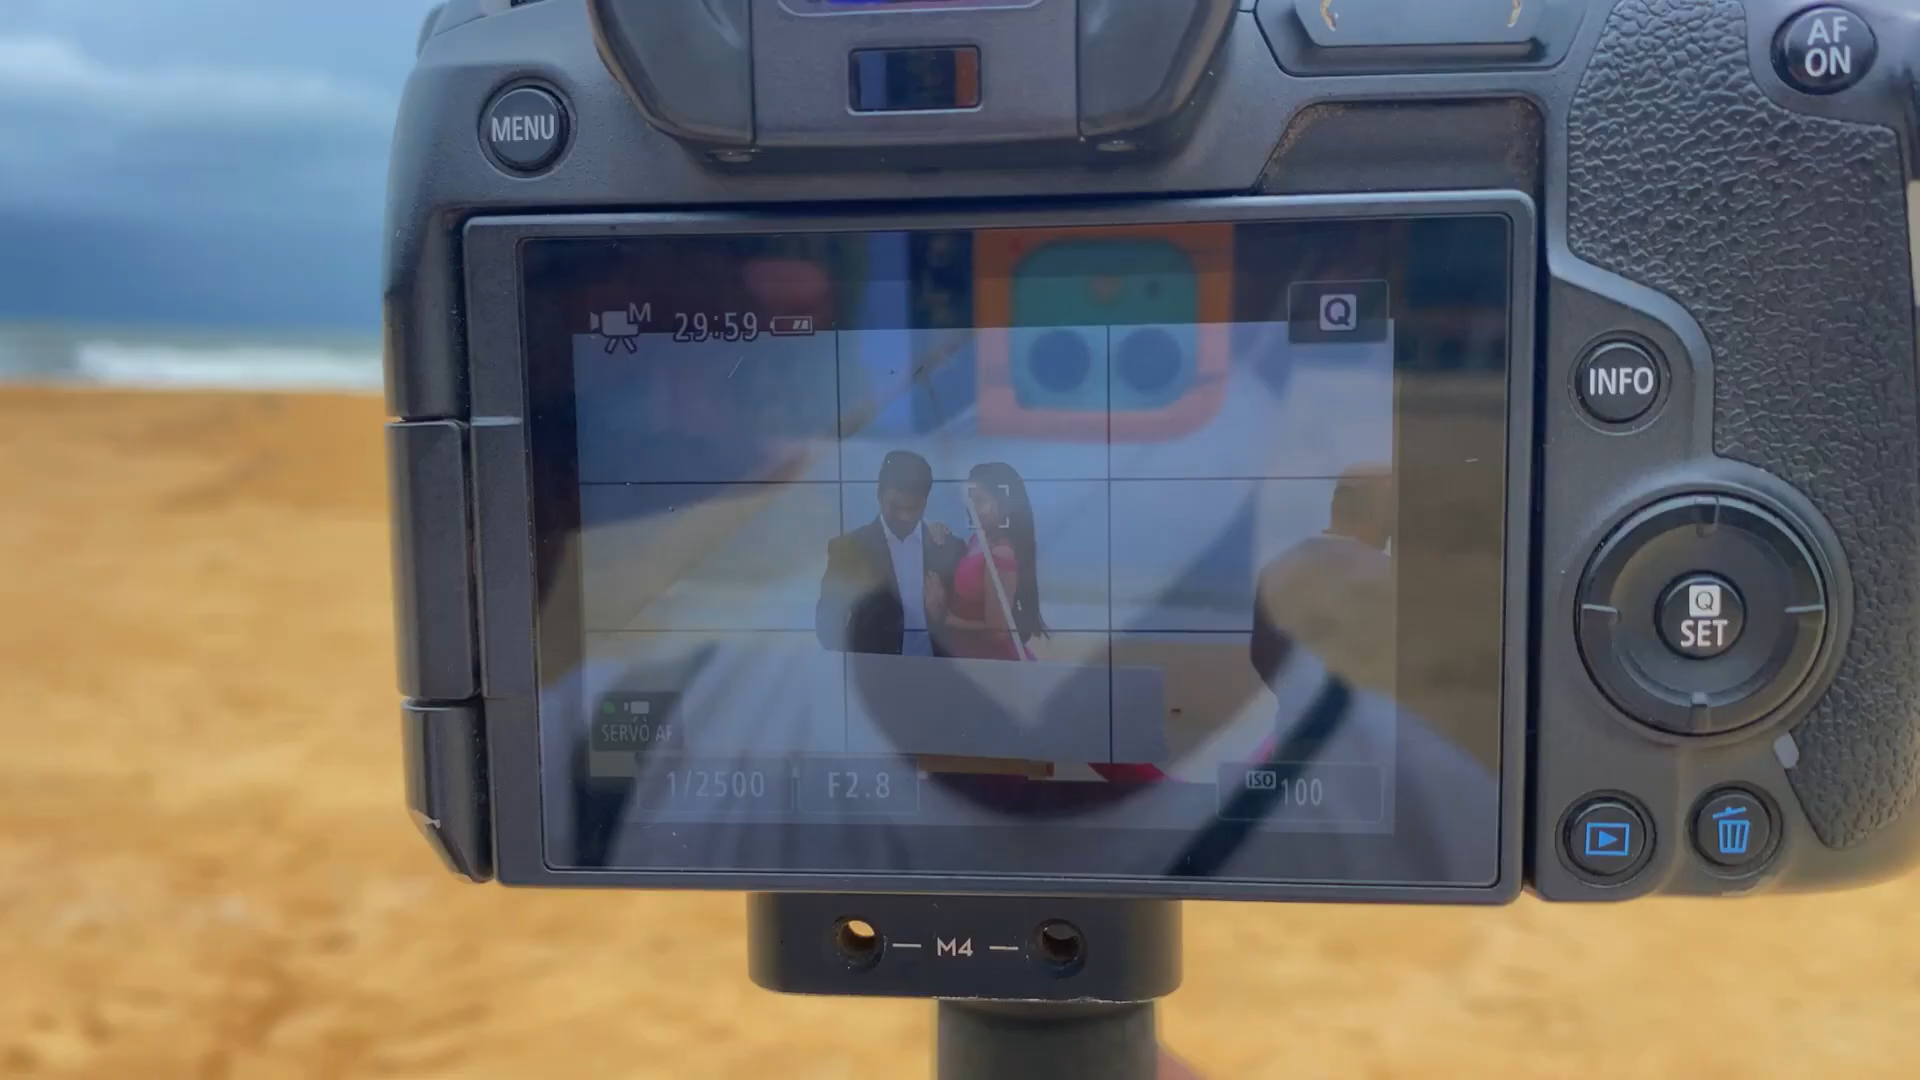 AF
ON
MENU
M
29:59
Q
INFO
Q
SET
SERVO AF
1/2500
F2.8
ISO 100
— M4 —